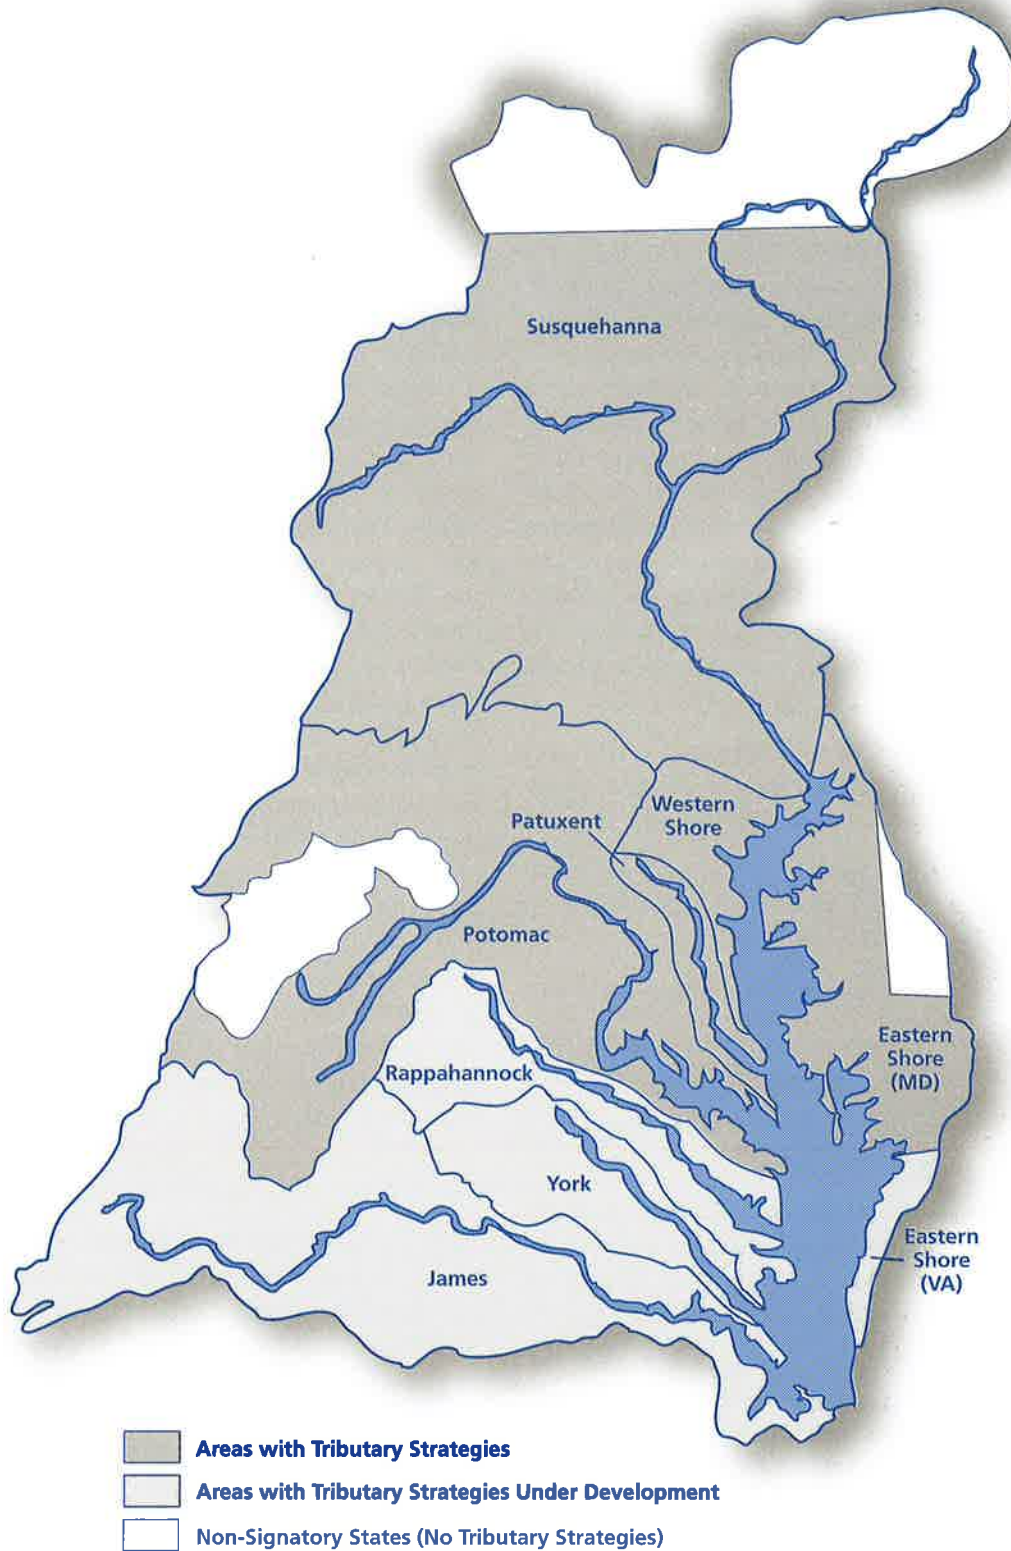 Susquehanna
Western
Shore
Patuxent
Potomac
Eastern
Shore
(MD)
Rappahannock
York
Eastern
Shore
(VA)
James
Areas with Tributary Strategies
Areas with Tributary Strategies Under Development
Non-Signatory States (No Tributary Strategies)